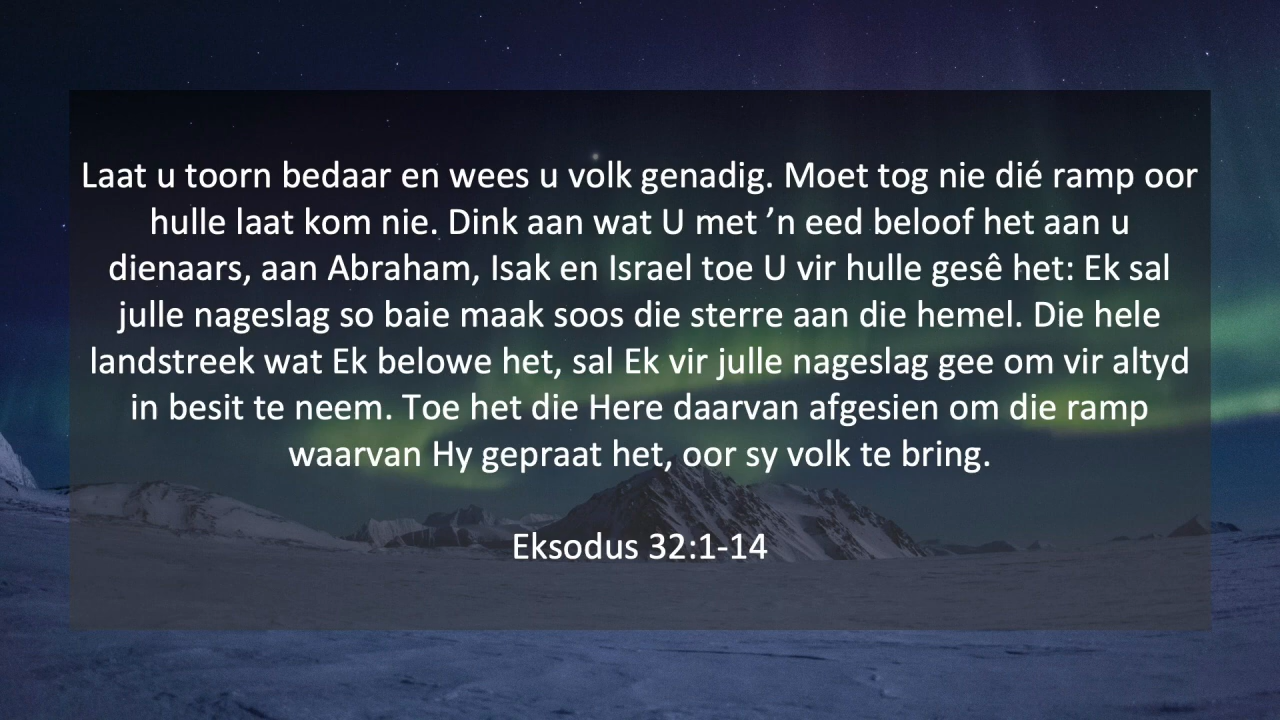 Laat u toorn bedaar en wees u volk genadig. Moet tog nie dié ramp oor
hulle laat kom nie. Dink aan wat U met ’n eed beloof het aan u
dienaars, aan Abraham, Isak en Israel toe U vir hulle gesê het: Ek sal
julle nageslag so baie maak soos die sterre aan die hemel. Die hele
landstreek wat Ek belowe het, sal Ek vir julle nageslag gee om vir altyd
in besit te neem. Toe het die Here daarvan afgesien om die ramp
waarvan Hy gepraat het, oor sy volk te bring.
Eksodus 32:1-14